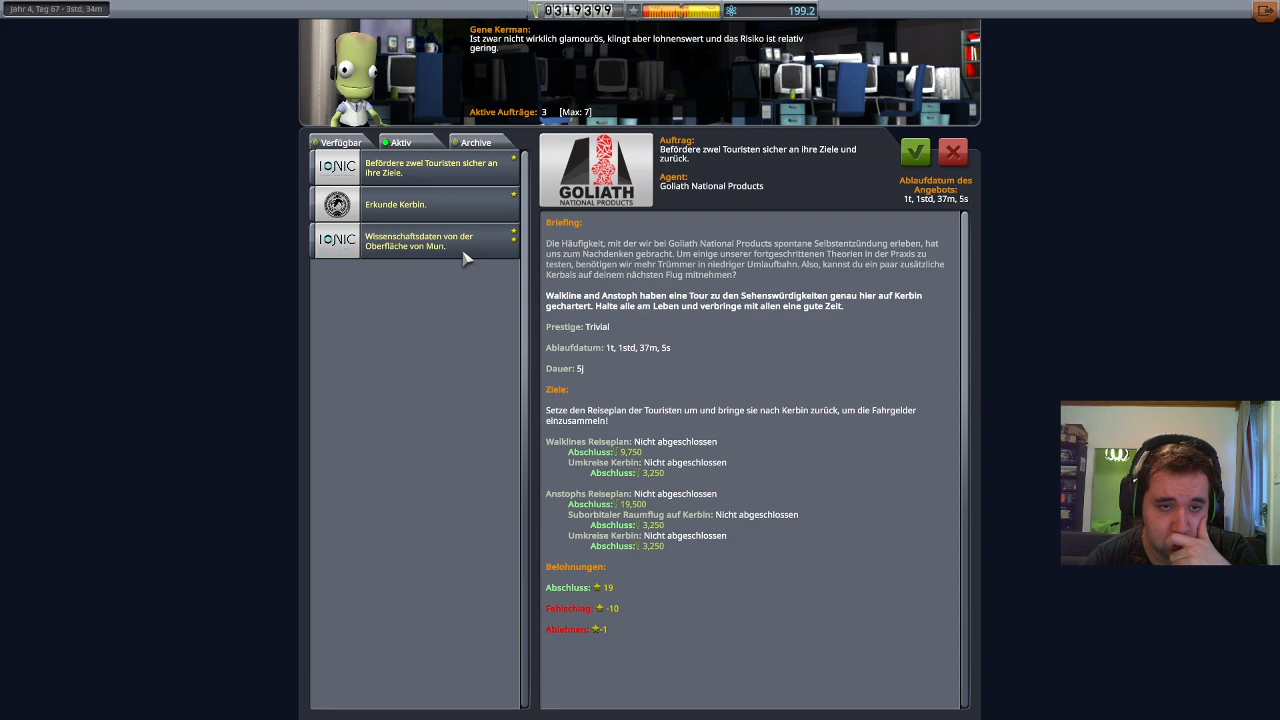 Jahr 4, Tag 67 - 3std, 34m
0319399
199.2
Gene Kerman:
Ist zwar nicht wirklich glamourös, klingt aber lohnenswert und das Risiko ist relativ
gering.
Aktive Aufträge: 3 [Max: 7]
Verfügbar
Aktiv
Archive
IONIC
Befördere zwei Touristen sicher an
ihre Ziele.
Erkunde Kerbin.
IONIC
Wissenschaftsdaten von der
Oberfläche von Mun.
GOLIATH
NATIONAL PRODUCTS
Auftrag:
Befördere zwei Touristen sicher an ihre Ziele und
zurück.
Agent:
Goliath National Products
Ablaufdatum des
Angebots:
1t, 1std, 37m, 5s
Briefing:
Die Häufigkeit, mit der wir bei Goliath National Products spontane Selbstentzündung erleben, hat
uns zum Nachdenken gebracht. Um einige unserer fortgeschrittenen Theorien in der Praxis zu
testen, benötigen wir mehr Trümmer in niedriger Umlaufbahn. Also, kannst du ein paar zusätzliche
Kerbals auf deinem nächsten Flug mitnehmen?
Walkline and Anstoph haben eine Tour zu den Sehenswürdigkeiten genau hier auf Kerbin
gechartert. Halte alle am Leben und verbringe mit allen eine gute Zeit.
Prestige: Trivial
Ablaufdatum: 1t, 1std, 37m, 5s
Dauer: 5j
Ziele:
Setze den Reiseplan der Touristen um und bringe sie nach Kerbin zurück, um die Fahrgelder
einzusammeln!
Walklines Reiseplan: Nicht abgeschlossen
Abschluss: 9,750
Umkreise Kerbin: Nicht abgeschlossen
Abschluss: 3,250
Anstophs Reiseplan: Nicht abgeschlossen
Abschluss: 19,500
Suborbitaler Raumflug auf Kerbin: Nicht abgeschlossen
Abschluss: 3,250
Umkreise Kerbin: Nicht abgeschlossen
Abschluss: 3,250
Belohnungen:
Abschluss: 19
Fehlschlag: -10
Ablehnen: -1